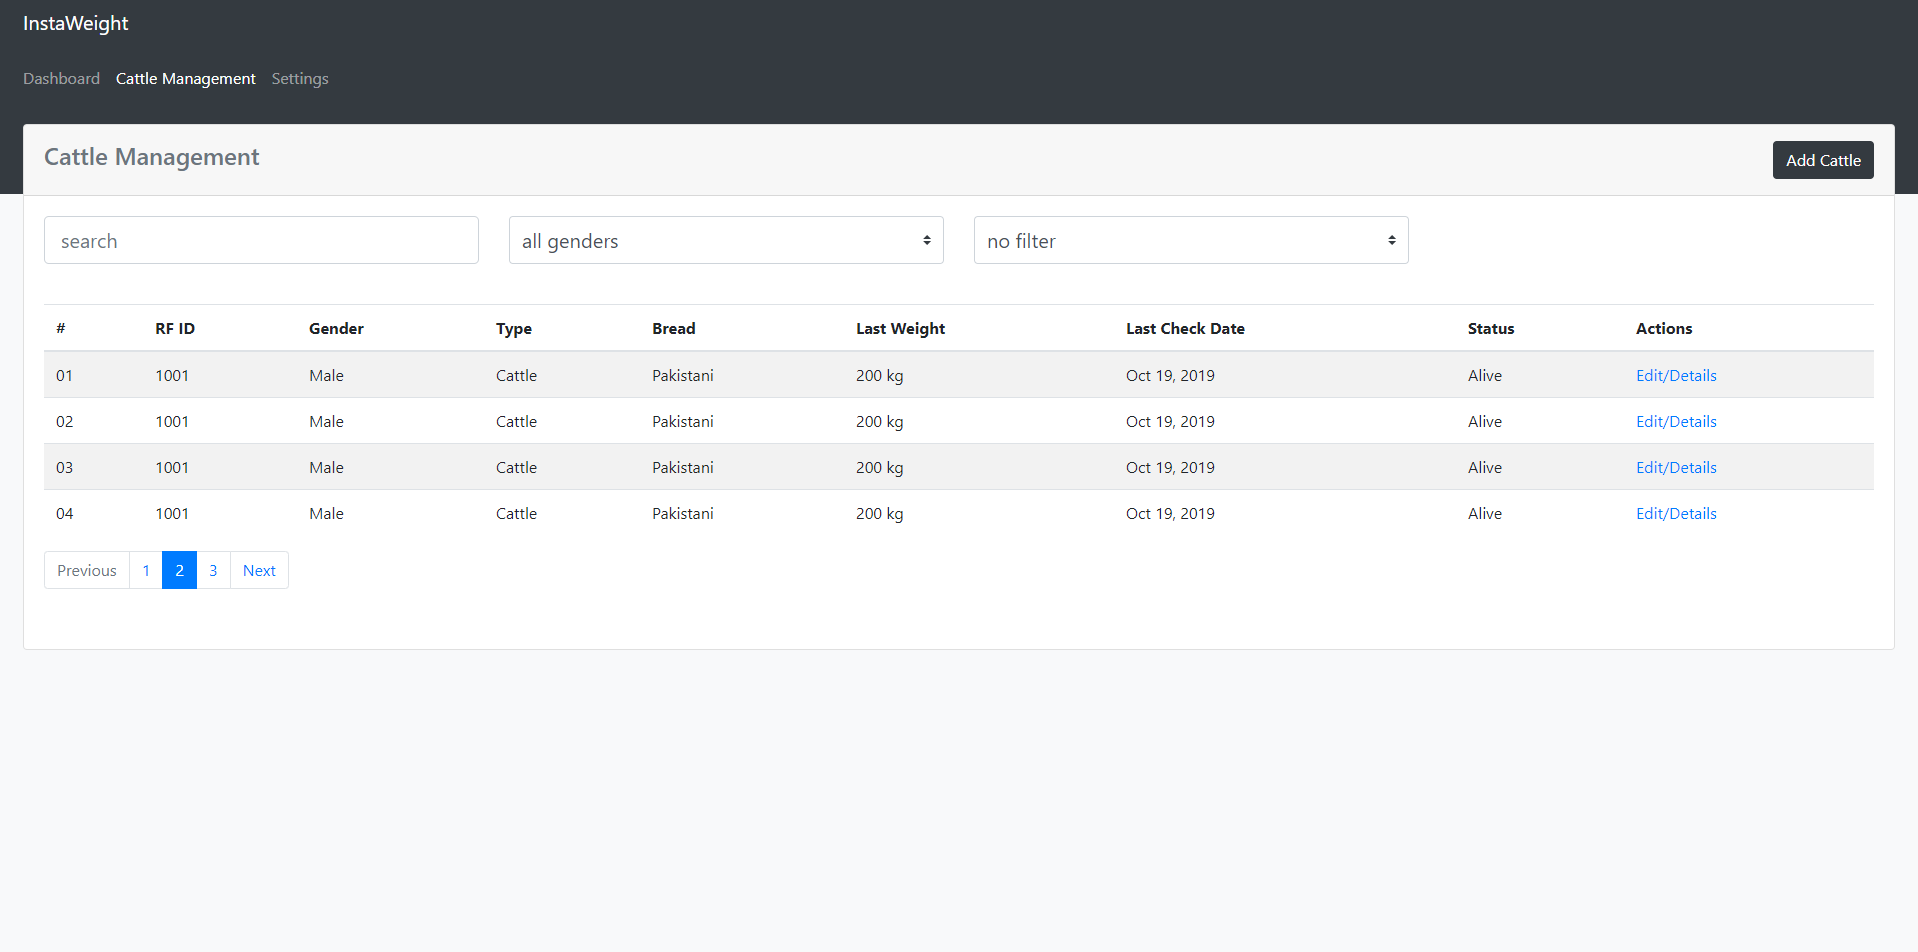 InstaWeight
Dashboard Cattle Management Settings
Cattle Management
Add Cattle
search
all genders
no filter
# RF ID Gender Type Bread Last Weight Last Check Date Status Actions
01 1001 Male Cattle Pakistani 200 kg Oct 19, 2019 Alive Edit/Details
02 1001 Male Cattle Pakistani 200 kg Oct 19, 2019 Alive Edit/Details
03 1001 Male Cattle Pakistani 200 kg Oct 19, 2019 Alive Edit/Details
04 1001 Male Cattle Pakistani 200 kg Oct 19, 2019 Alive Edit/Details
Previous 1 2 3 Next